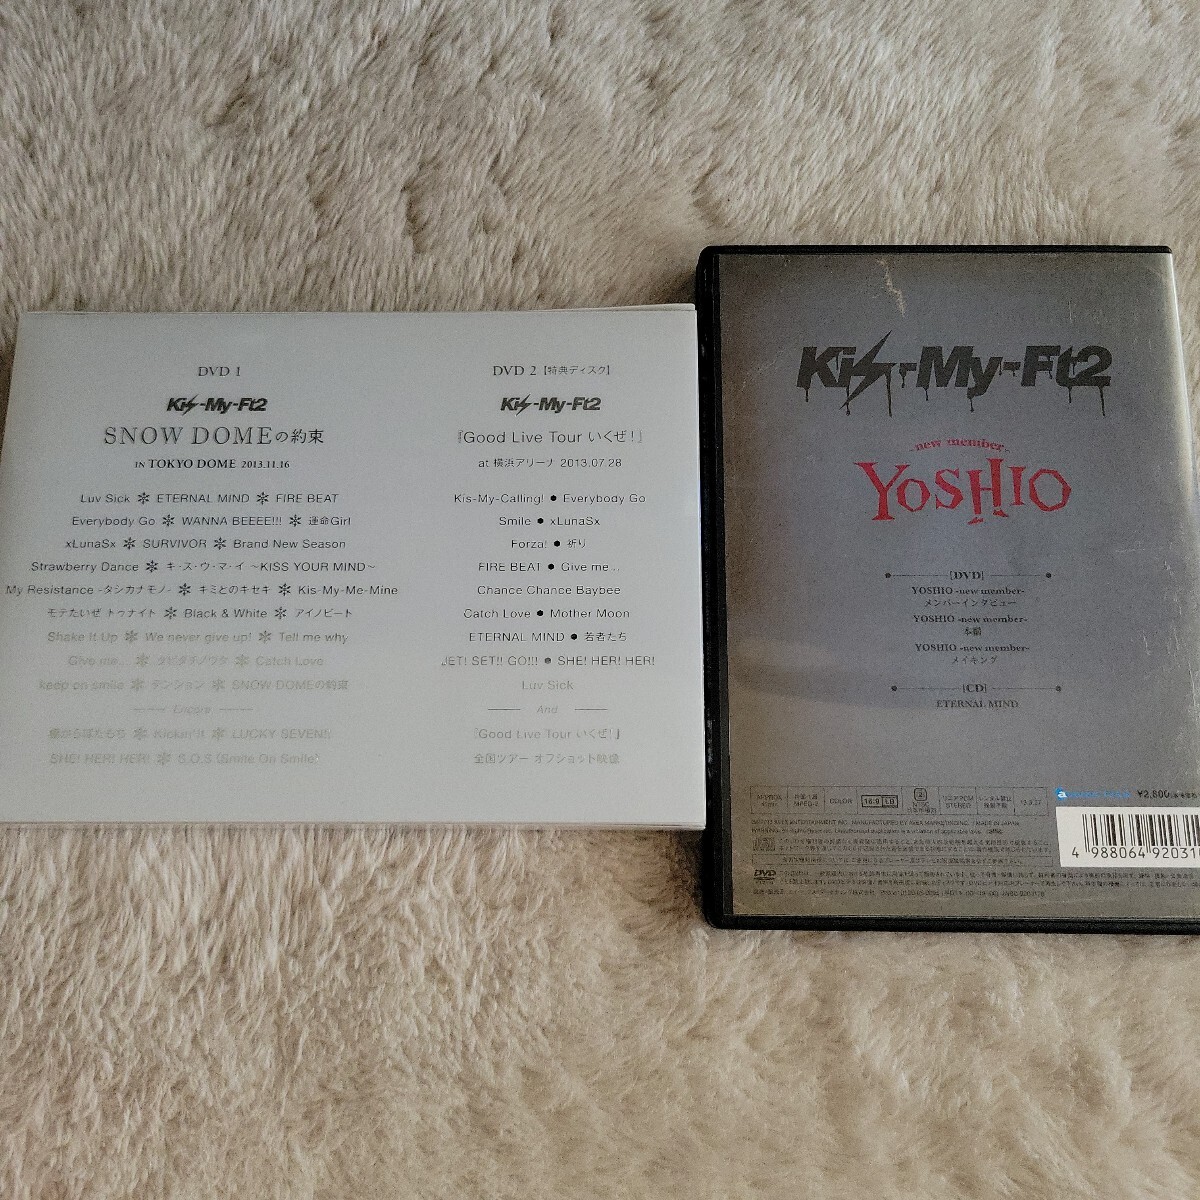 DVD 1
Kis-My-Ft2
SNOW DOMEの約束
IN TOKYO DOME 2013.11.16
Luv Sick ✻ ETERNAL MIND ✻ FIRE BEAT
Everybody Go ✻ WANNA BEEEE!!! ✻ 運命Girl
xLunaSx ✻ SURVIVOR ✻ Brand New Season
Strawberry Dance ✻ キ・ス・ウ・マ・イ ～KISS YOUR MIND～
My Resistance -タシカナモノ- ✻ キミとのキセキ ✻ Kis-My-Me-Mine
モテたいぜ トゥナイト ✻ Black & White ✻ アイノビート
Shake It Up ✻ We never give up! ✻ Tell me why
Give me... ✻ タビダチノウタ ✻ Catch Love
keep on smile ✻ テンション ✻ SNOW DOMEの約束
Encore
Kickin' it ✻ LUCKY SEVEN!!
SHE! HER! HER! ✻ S.O.S (Smile On Smile)
DVD 2【特典ディスク】
Kis-My-Ft2
『Good Live Tour いくぜ！』
at 横浜アリーナ 2013.07.28
Kis-My-Calling! ● Everybody Go
Smile ● xLunaSx
Forza! ● 祈り
FIRE BEAT ● Give me...
Chance Chance Baybee
Catch Love ● Mother Moon
ETERNAL MIND ● 若者たち
JET! SET!! GO!!! ● SHE! HER! HER!
Luv Sick
And
『Good Live Tour いくぜ！』
全国ツアー オフショット映像
Kis-My-Ft2
-new member-
YOSHIO
[DVD]
YOSHIO -new member-
メンバーインタビュー
YOSHIO -new member-
本編
YOSHIO -new member-
メイキング
[CD]
ETERNAL MIND
COLOR 16:9 LB
¥2,800
4 988064 920310
DVD